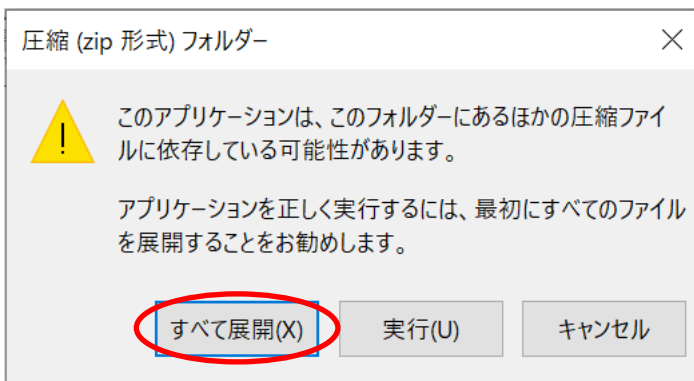 圧縮 (zip 形式) フォルダー
このアプリケーションは、このフォルダーにあるほかの圧縮ファイ
ルに依存している可能性があります。
アプリケーションを正しく実行するには、最初にすべてのファイル
を展開することをお勧めします。
すべて展開(X) 実行(U) キャンセル